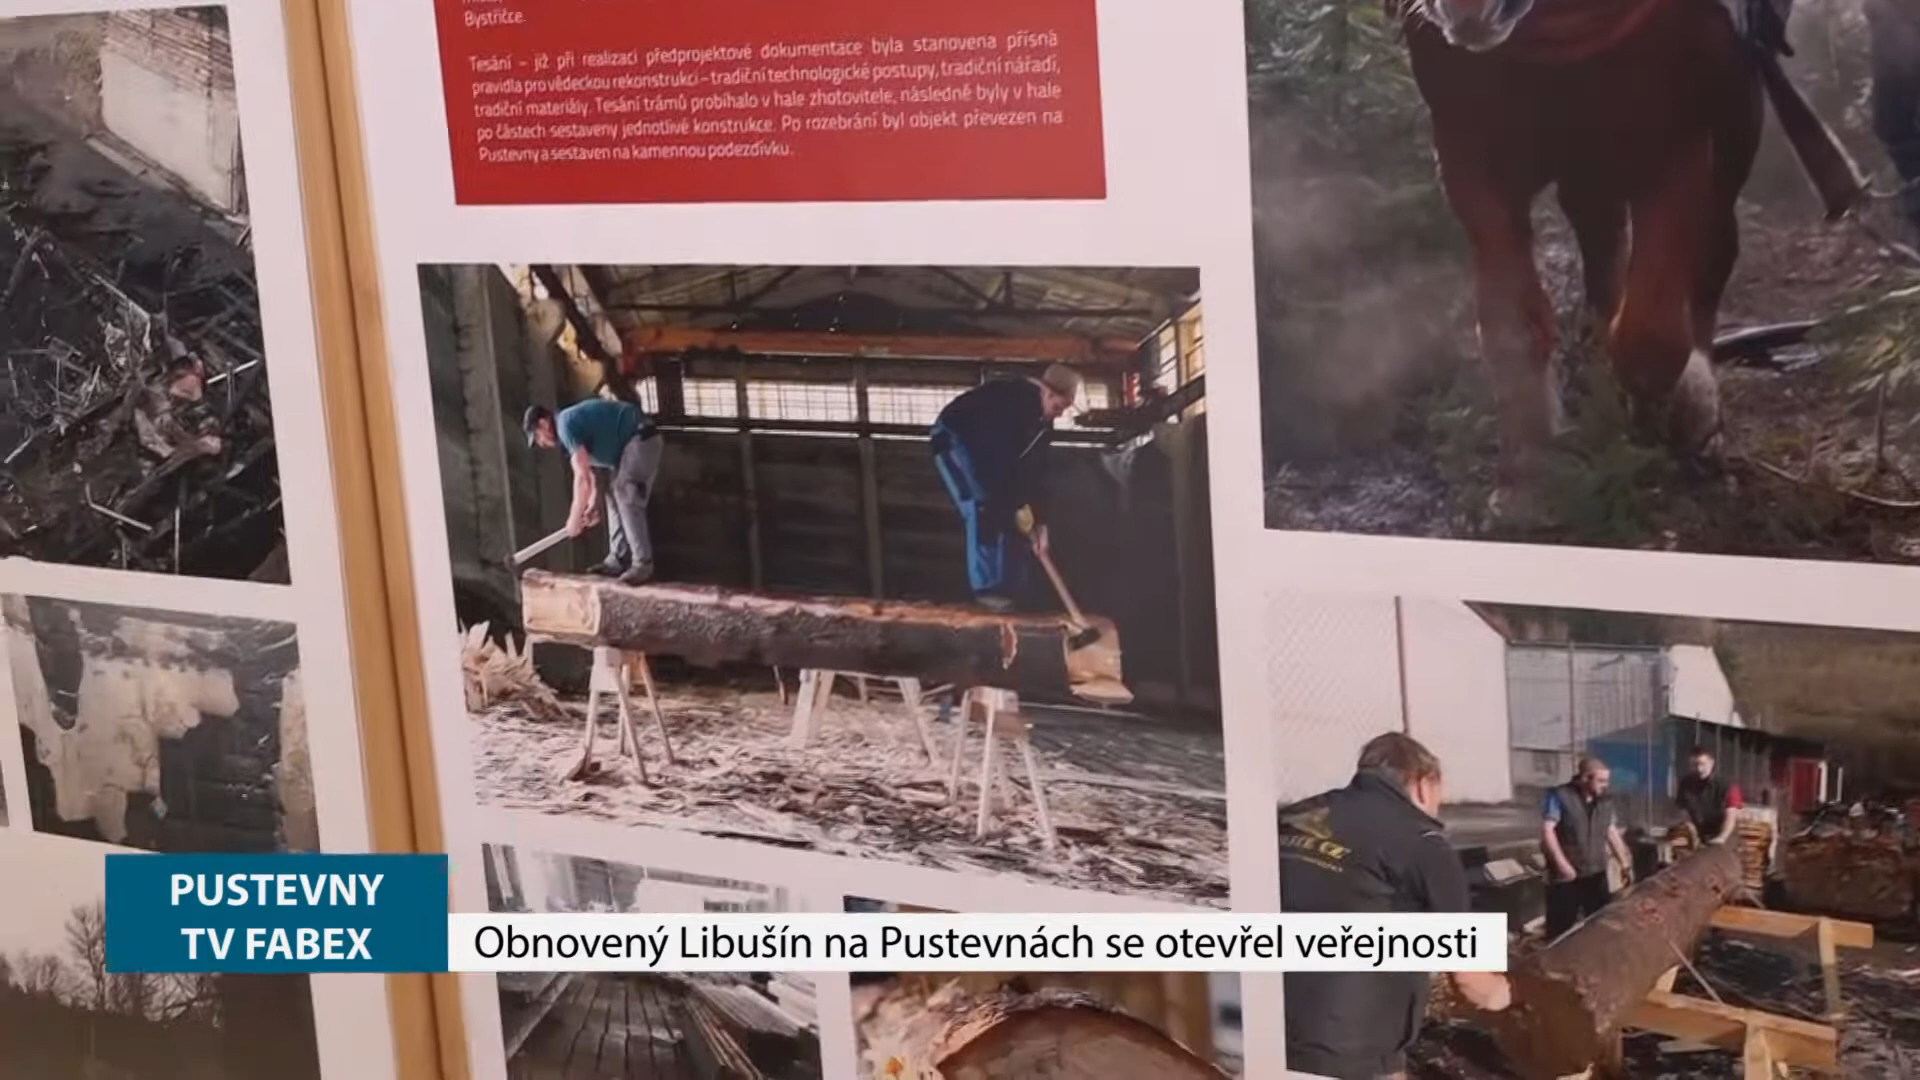 Bystřičce.
Tesání – již při realizaci předprojektové dokumentace byla stanovena přísná
pravidla pro vědeckou rekonstrukci – tradiční technologické postupy, tradiční nářadí,
tradiční materiály. Tesání trámů probíhalo v hale zhotovitele, následně byly v hale
po částech sestaveny jednotlivé konstrukce. Po rozebrání byl objekt převezen na
Pustevny a sestaven na kamennou podezdívku.
PUSTEVNY
TV FABEX
Obnovený Libušín na Pustevnách se otevřel veřejnosti